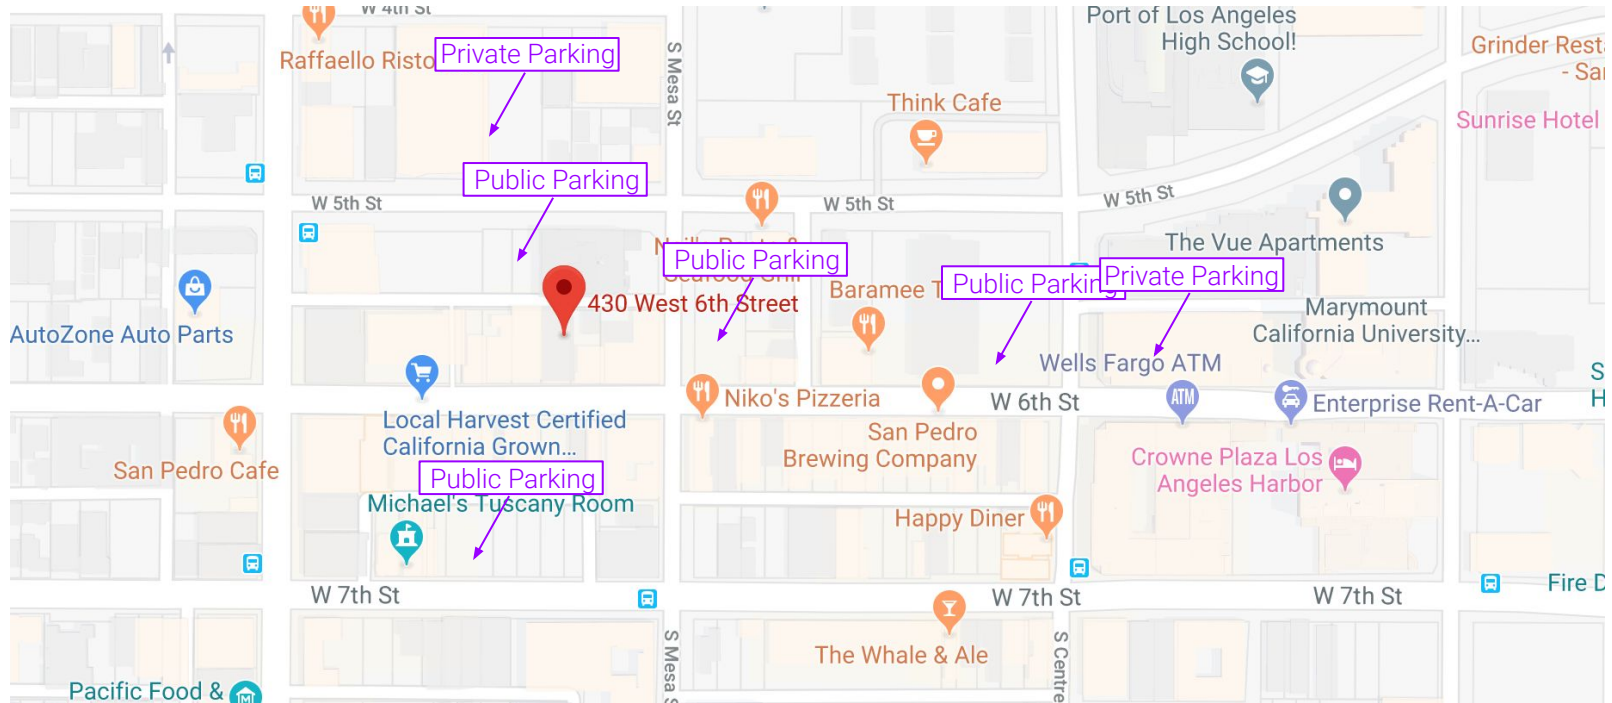 W 4th St
Port of Los Angeles
High School!
Grinder Rest
- Sa
Raffaello Risto
Private Parking
S Mesa St
Think Cafe
Sunrise Hotel
Public Parking
W 5th St
W 5th St
W 5th St
The Vue Apartments
Public Parking
Public Parking
Private Parking
Baramee T
430 West 6th Street
AutoZone Auto Parts
Marymount
California University...
Wells Fargo ATM
ATM
S
H
Niko's Pizzeria
W 6th St
Enterprise Rent-A-Car
Local Harvest Certified
California Grown...
San Pedro
Brewing Company
San Pedro Cafe
Crowne Plaza Los
Angeles Harbor
Public Parking
Michael's Tuscany Room
Happy Diner
W 7th St
W 7th St
W 7th St
Fire D
The Whale & Ale
S Mesa S
S Centre
Pacific Food &